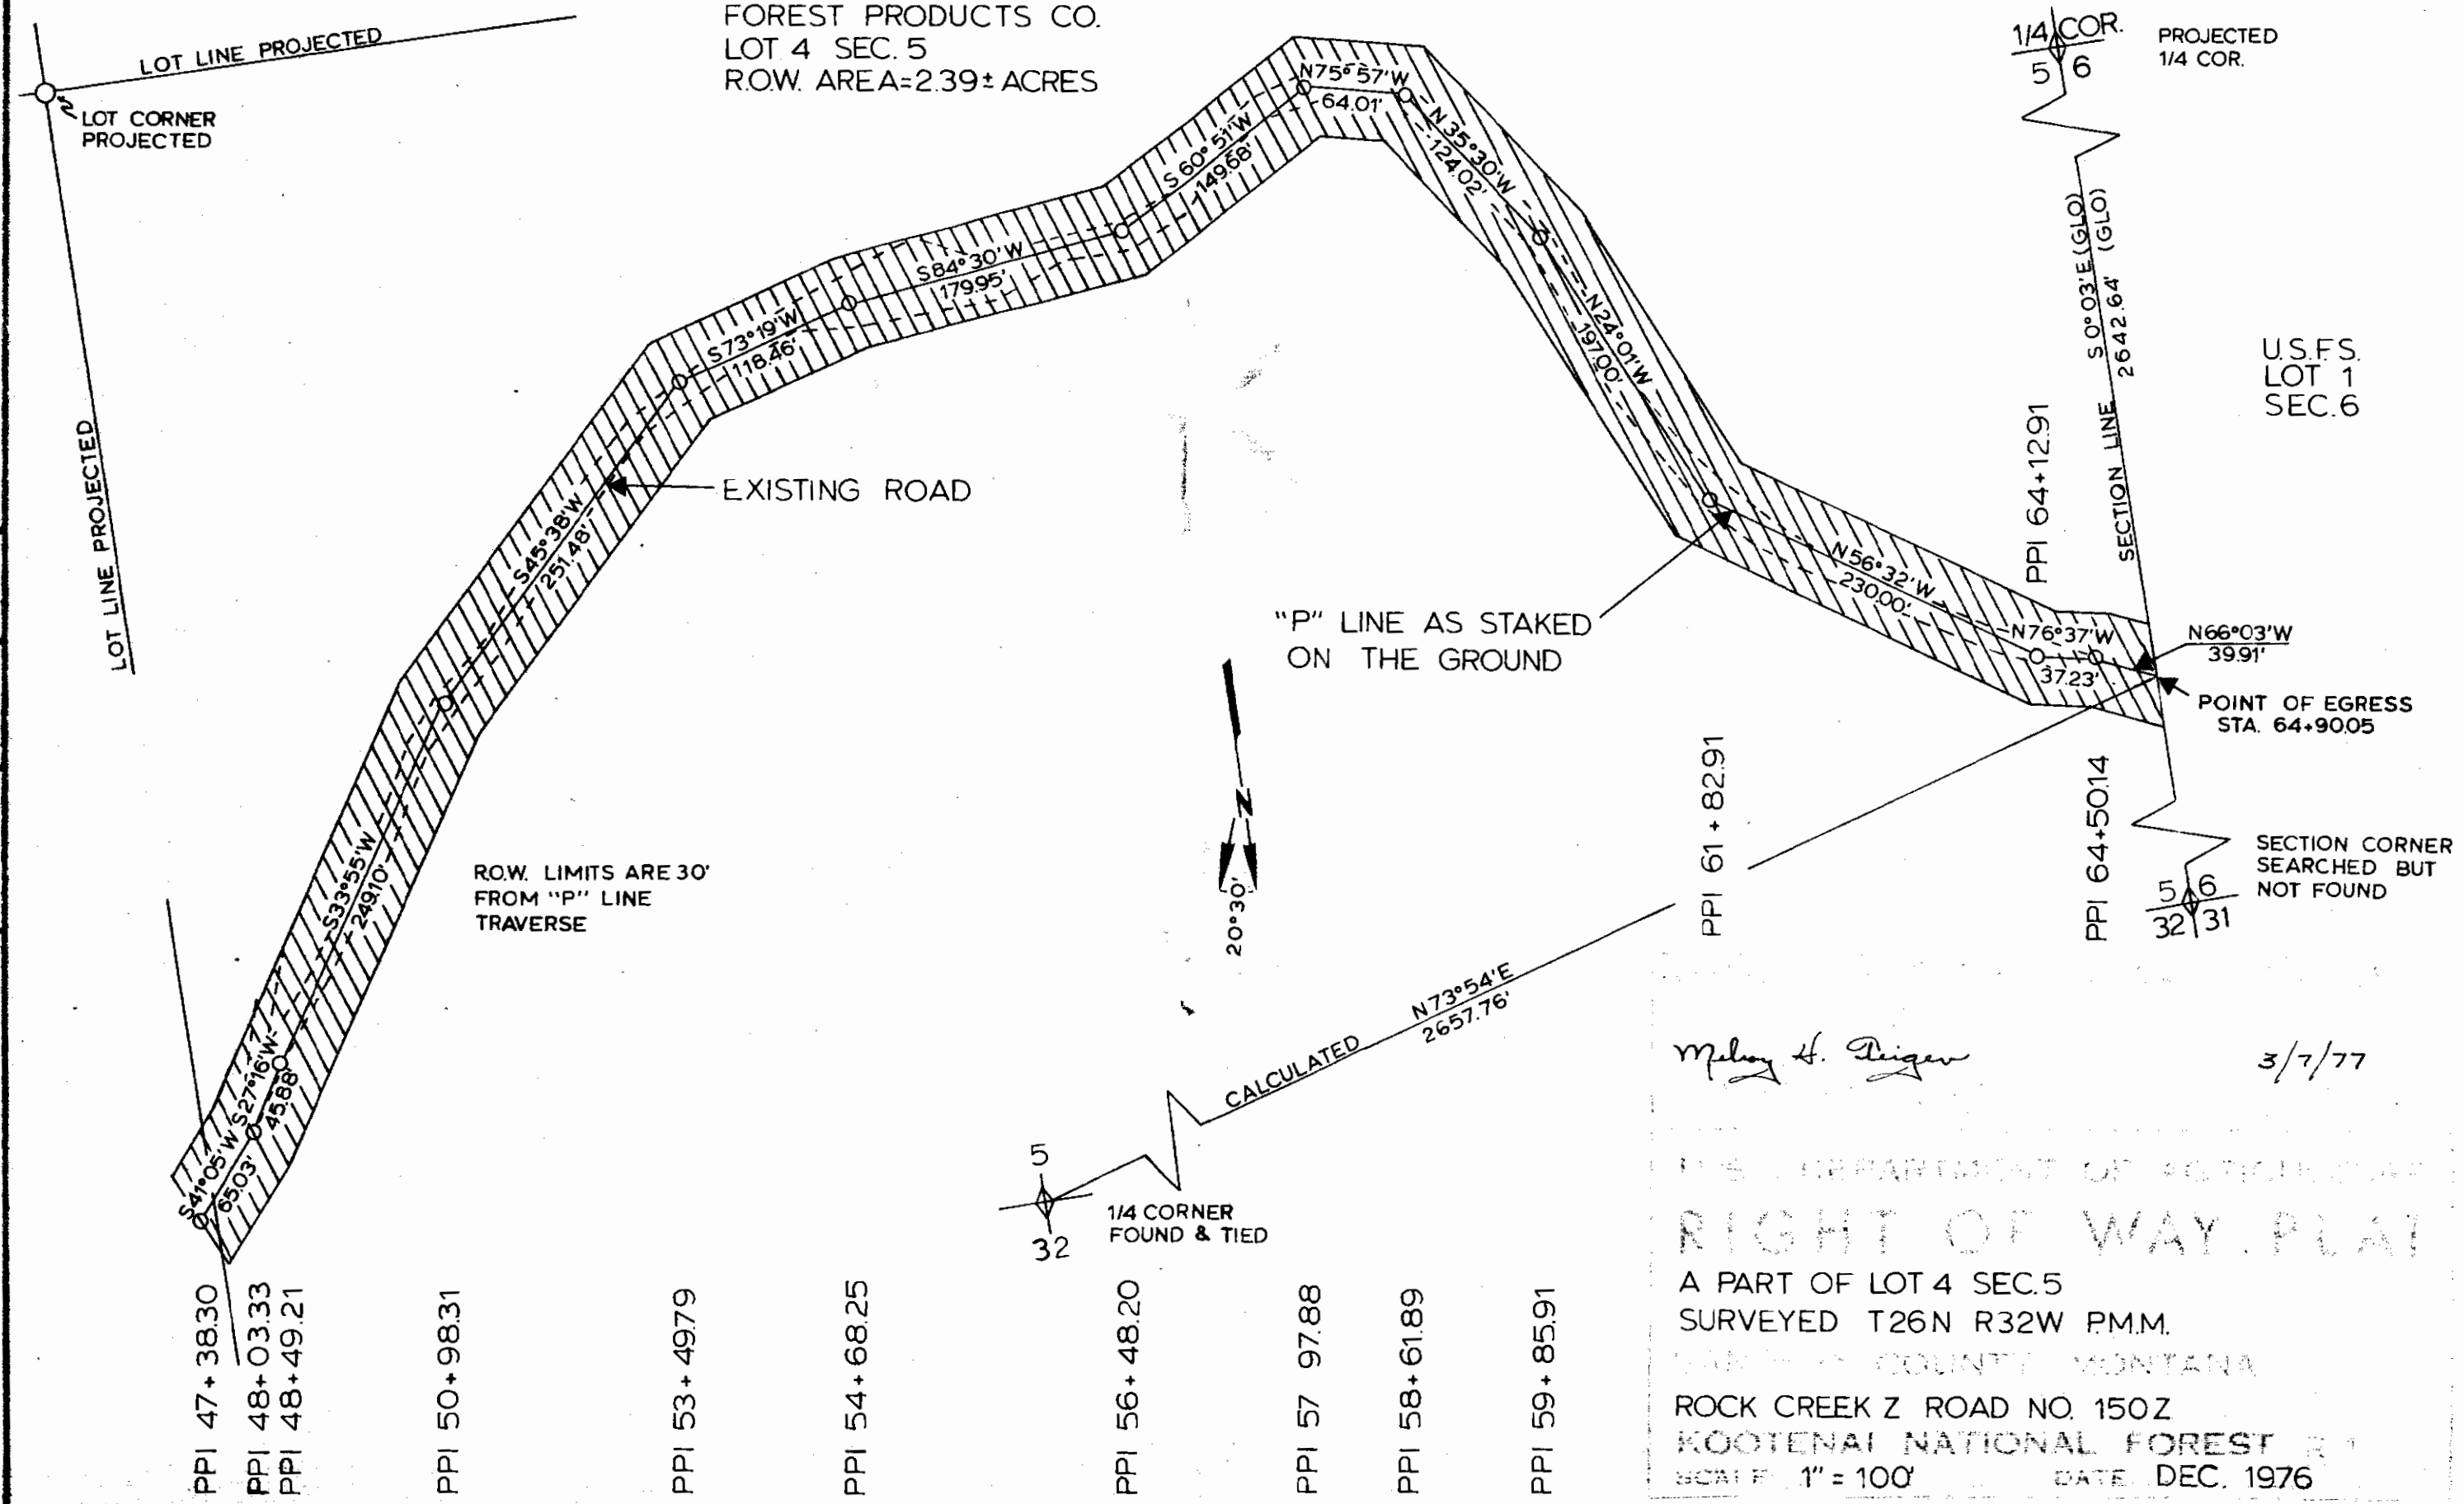 FOREST PRODUCTS CO.
LOT 4 SEC. 5
R.O.W. AREA=2.39± ACRES
LOT LINE PROJECTED
LOT CORNER
PROJECTED
LOT LINE PROJECTED
1/4 COR.
5 6
PROJECTED
1/4 COR.
N75°57'W
64.01'
N35°30'W
124.02'
S60°51'W
149.68'
S84°30'W
179.95'
S73°19'W
118.46'
N24°01'W
197.00'
S 0°03'E (GLO)
2642.64' (GLO)
SECTION LINE
U.S.F.S.
LOT 1
SEC. 6
EXISTING ROAD
S45°38'W
251.48'
"P" LINE AS STAKED
ON THE GROUND
N56°32'W
230.00'
PPI 64+12.91
N76°37'W
37.23'
N66°03'W
39.91'
POINT OF EGRESS
STA. 64+90.05
PPI 61+82.91
PPI 64+50.14
SECTION CORNER
SEARCHED BUT
NOT FOUND
5 6
32 31
R.O.W. LIMITS ARE 30'
FROM "P" LINE
TRAVERSE
S33°55'W
249.10'
N
20°30'
S27°16'W
45.88'
S41°05'W
65.03'
CALCULATED
N73°54'E
2657.76'
5
32
1/4 CORNER
FOUND & TIED
3/7/77
PPI 47+38.30
PPI 48+03.33
PPI 48+49.21
PPI 50+98.31
PPI 53+49.79
PPI 54+68.25
PPI 56+48.20
PPI 57 97.88
PPI 58+61.89
PPI 59+85.91
DEPARTMENT OF
RIGHT OF WAY PLAT
A PART OF LOT 4 SEC. 5
SURVEYED T26N R32W P.M.M.
COUNTY MONTANA
ROCK CREEK Z ROAD NO. 150Z
KOOTENAI NATIONAL FOREST
SCALE 1" = 100' DATE DEC. 1976